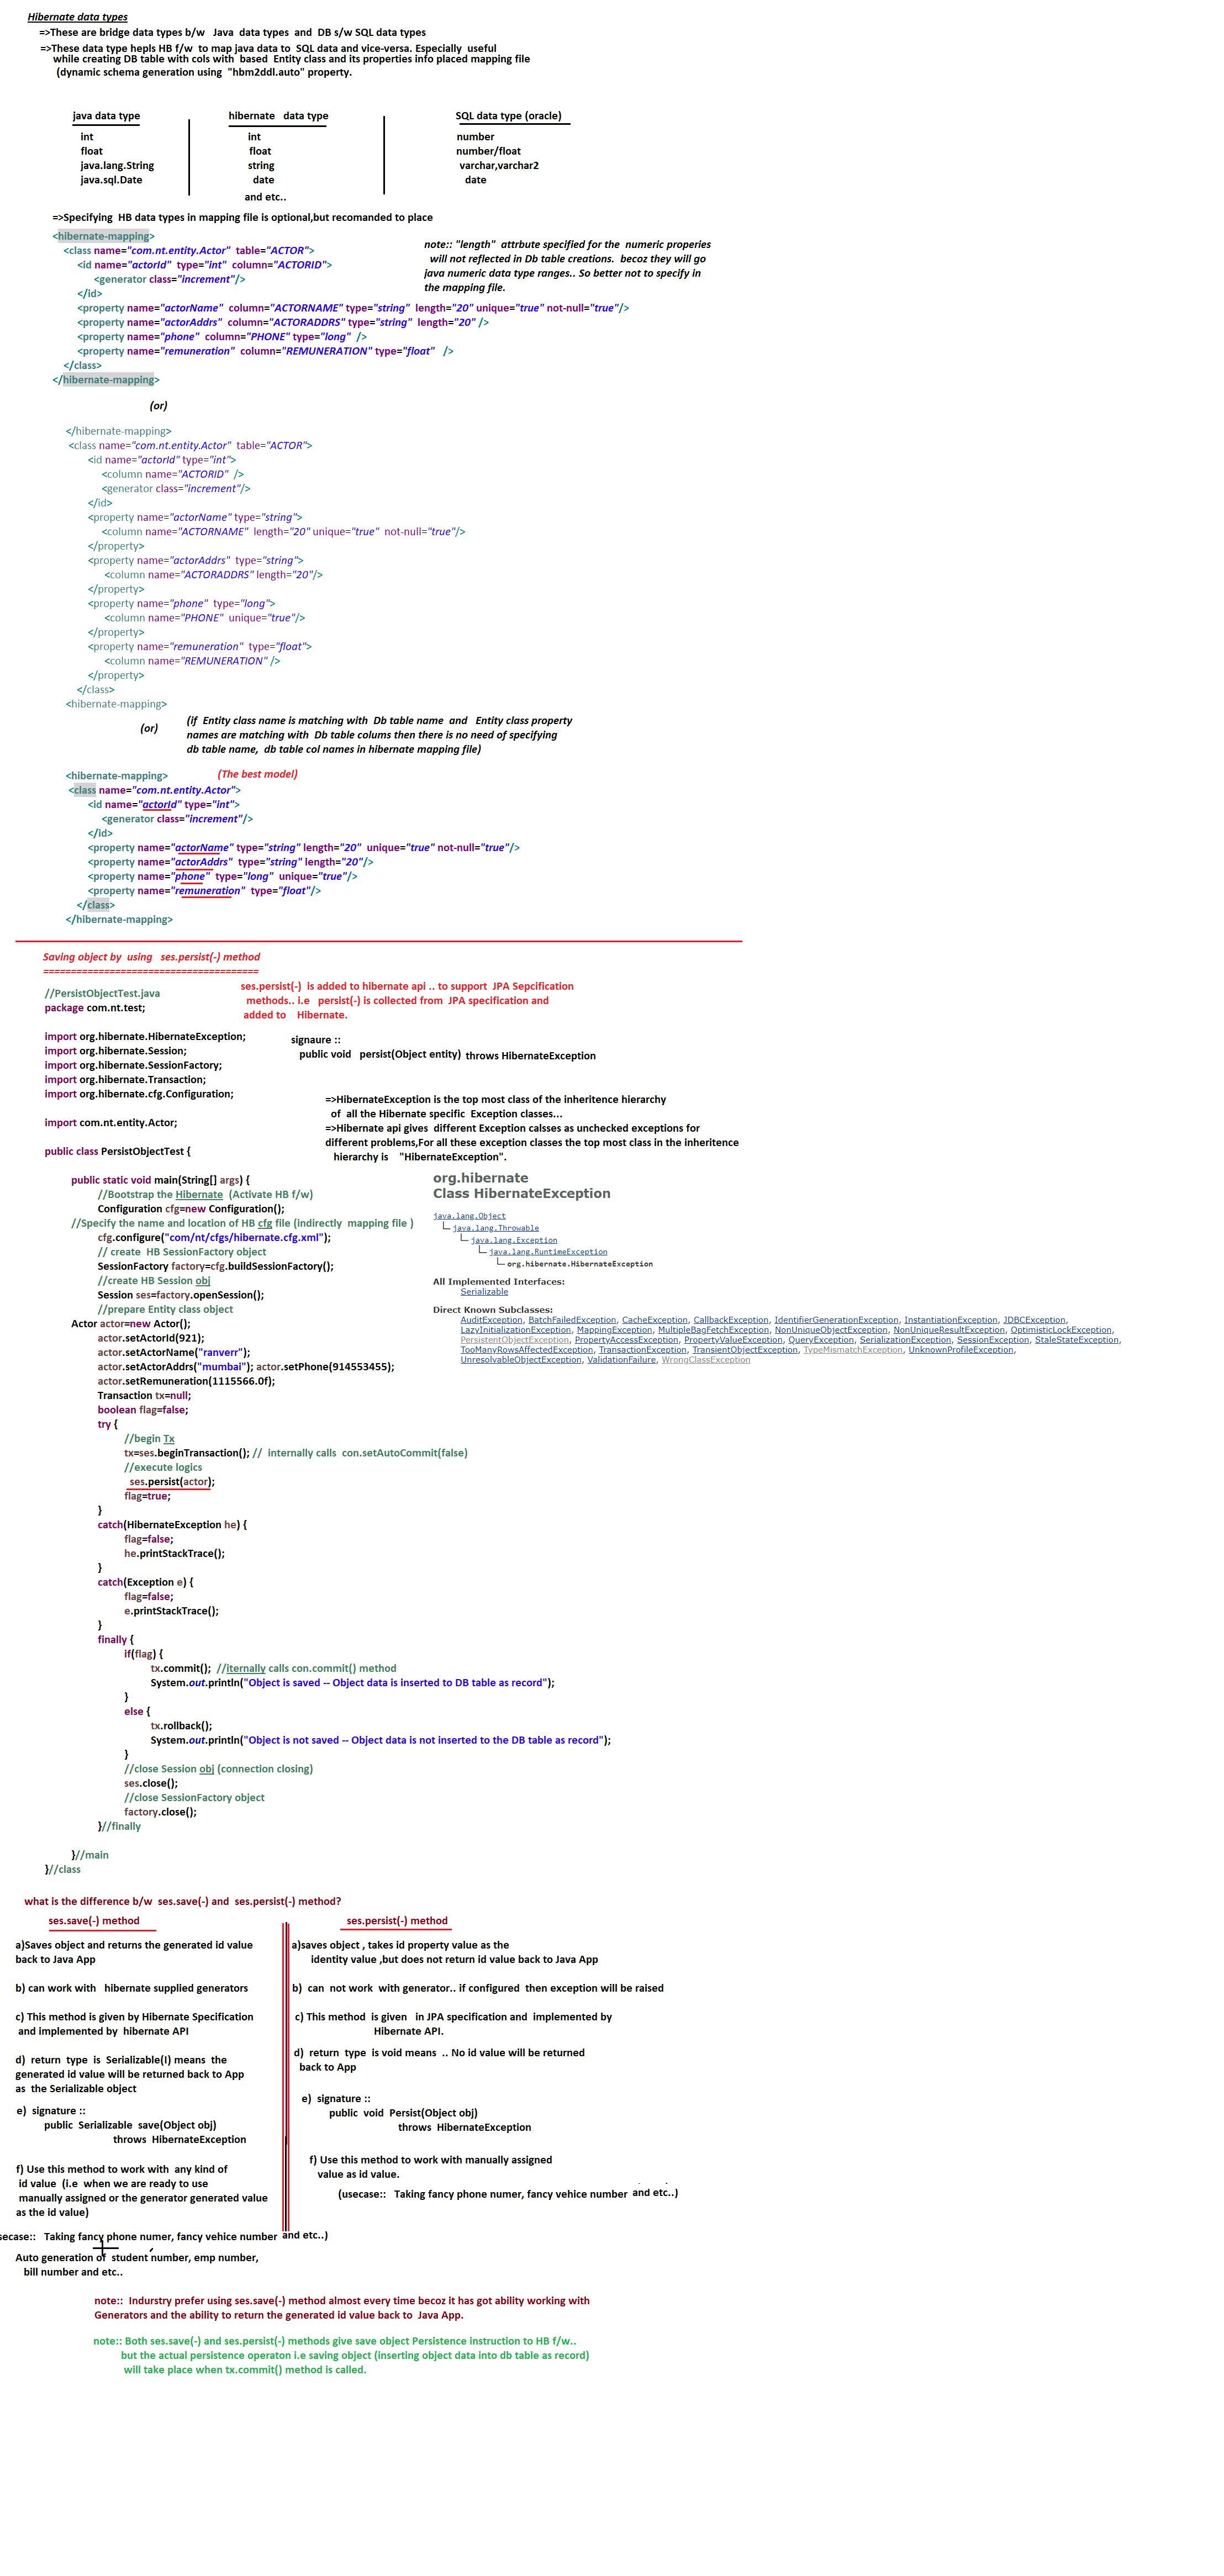 Hibernate data types
=>These are bridge data types b/w Java data types and DB s/w SQL data types
=>These data type hepls HB f/w to map java data to SQL data and vice-versa. Especially useful
while creating DB table with cols with based Entity class and its properties info placed mapping file
(dynamic schema generation using "hbm2ddl.auto" property.
java data type hibernate data type SQL data type (oracle)
int int number
float float number/float
java.lang.String string varchar,varchar2
java.sql.Date date date
and etc..
=>Specifying HB data types in mapping file is optional,but recomanded to place
<hibernate-mapping>
<class name="com.nt.entity.Actor" table="ACTOR">
<id name="actorId" type="int" column="ACTORID">
<generator class="increment"/>
</id>
<property name="actorName" column="ACTORNAME" type="string" length="20" unique="true" not-null="true"/>
<property name="actorAddrs" column="ACTORADDRS" type="string" length="20" />
<property name="phone" column="PHONE" type="long" />
<property name="remuneration" column="REMUNERATION" type="float" />
</class>
</hibernate-mapping>
note:: "length" attrbute specified for the numeric properies
will not reflected in Db table creations. becoz they will go
java numeric data type ranges.. So better not to specify in
the mapping file.
(or)
</hibernate-mapping>
<class name="com.nt.entity.Actor" table="ACTOR">
<id name="actorId" type="int">
<column name="ACTORID" />
<generator class="increment"/>
</id>
<property name="actorName" type="string">
<column name="ACTORNAME" length="20" unique="true" not-null="true"/>
</property>
<property name="actorAddrs" type="string">
<column name="ACTORADDRS" length="20"/>
</property>
<property name="phone" type="long">
<column name="PHONE" unique="true"/>
</property>
<property name="remuneration" type="float">
<column name="REMUNERATION" />
</property>
</class>
<hibernate-mapping>
(or)
(if Entity class name is matching with Db table name and Entity class property
names are matching with Db table colums then there is no need of specifying
db table name, db table col names in hibernate mapping file)
<hibernate-mapping> (The best model)
<class name="com.nt.entity.Actor">
<id name="actorId" type="int">
<generator class="increment"/>
</id>
<property name="actorName" type="string" length="20" unique="true" not-null="true"/>
<property name="actorAddrs" type="string" length="20"/>
<property name="phone" type="long" unique="true"/>
<property name="remuneration" type="float"/>
</class>
</hibernate-mapping>
Saving object by using ses.persist(-) method
=======================================
ses.persist(-) is added to hibernate api .. to support JPA Sepcification
methods.. i.e persist(-) is collected from JPA specification and
added to Hibernate.
//PersistObjectTest.java
package com.nt.test;
import org.hibernate.HibernateException;
import org.hibernate.Session;
import org.hibernate.SessionFactory;
import org.hibernate.Transaction;
import org.hibernate.cfg.Configuration;
import com.nt.entity.Actor;
public class PersistObjectTest {
signaure ::
public void persist(Object entity) throws HibernateException
=>HibernateException is the top most class of the inheritence hierarchy
of all the Hibernate specific Exception classes...
=>Hibernate api gives different Exception calsses as unchecked exceptions for
different problems,For all these exception classes the top most class in the inheritence
hierarchy is "HibernateException".
public static void main(String[] args) {
//Bootstrap the Hibernate (Activate HB f/w)
Configuration cfg=new Configuration();
//Specify the name and location of HB cfg file (indirectly mapping file )
cfg.configure("com/nt/cfgs/hibernate.cfg.xml");
// create HB SessionFactory object
SessionFactory factory=cfg.buildSessionFactory();
//create HB Session obj
Session ses=factory.openSession();
//prepare Entity class object
Actor actor=new Actor();
actor.setActorId(921);
actor.setActorName("ranverr");
actor.setActorAddrs("mumbai"); actor.setPhone(914553455);
actor.setRemuneration(1115566.0f);
Transaction tx=null;
boolean flag=false;
try {
//begin Tx
tx=ses.beginTransaction(); // internally calls con.setAutoCommit(false)
//execute logics
ses.persist(actor);
flag=true;
}
catch(HibernateException he) {
flag=false;
he.printStackTrace();
}
catch(Exception e) {
flag=false;
e.printStackTrace();
}
finally {
if(flag) {
tx.commit(); //iternally calls con.commit() method
System.out.println("Object is saved -- Object data is inserted to DB table as record");
}
else {
tx.rollback();
System.out.println("Object is not saved -- Object data is not inserted to the DB table as record");
}
//close Session obj (connection closing)
ses.close();
//close SessionFactory object
factory.close();
}//finally
}//main
}//class
org.hibernate
Class HibernateException
java.lang.Object
java.lang.Throwable
java.lang.Exception
java.lang.RuntimeException
org.hibernate.HibernateException
All Implemented Interfaces:
Serializable
Direct Known Subclasses:
AuditException, BatchFailedException, CacheException, CallbackException, IdentifierGenerationException, InstantiationException, JDBCException,
LazyInitializationException, MappingException, MultipleBagFetchException, NonUniqueObjectException, NonUniqueResultException, OptimisticLockException,
PersistentObjectException, PropertyAccessException, PropertyValueException, QueryException, SerializationException, SessionException, StaleStateException,
TooManyRowsAffectedException, TransactionException, TransientObjectException, TypeMismatchException, UnknownProfileException,
UnresolvableObjectException, ValidationFailure, WrongClassException
what is the difference b/w ses.save(-) and ses.persist(-) method?
ses.save(-) method
a)Saves object and returns the generated id value
back to Java App
b) can work with hibernate supplied generators
c) This method is given by Hibernate Specification
and implemented by hibernate API
d) return type is Serializable(I) means the
generated id value will be returned back to App
as the Serializable object
e) signature ::
public Serializable save(Object obj)
throws HibernateException
f) Use this method to work with any kind of
id value (i.e when we are ready to use
manually assigned or the generator generated value
as the id value)
secase:: Taking fancy phone numer, fancy vehice number and etc..)
Auto generation of student number, emp number,
bill number and etc..
ses.persist(-) method
a)saves object , takes id property value as the
identity value ,but does not return id value back to Java App
b) can not work with generator.. if configured then exception will be raised
c) This method is given in JPA specification and implemented by
Hibernate API.
d) return type is void means .. No id value will be returned
back to App
e) signature ::
public void Persist(Object obj)
throws HibernateException
f) Use this method to work with manually assigned
value as id value.
(usecase:: Taking fancy phone numer, fancy vehice number and etc..)
note:: Indurstry prefer using ses.save(-) method almost every time becoz it has got ability working with
Generators and the ability to return the generated id value back to Java App.
note:: Both ses.save(-) and ses.persist(-) methods give save object Persistence instruction to HB f/w..
but the actual persistence operaton i.e saving object (inserting object data into db table as record)
will take place when tx.commit() method is called.